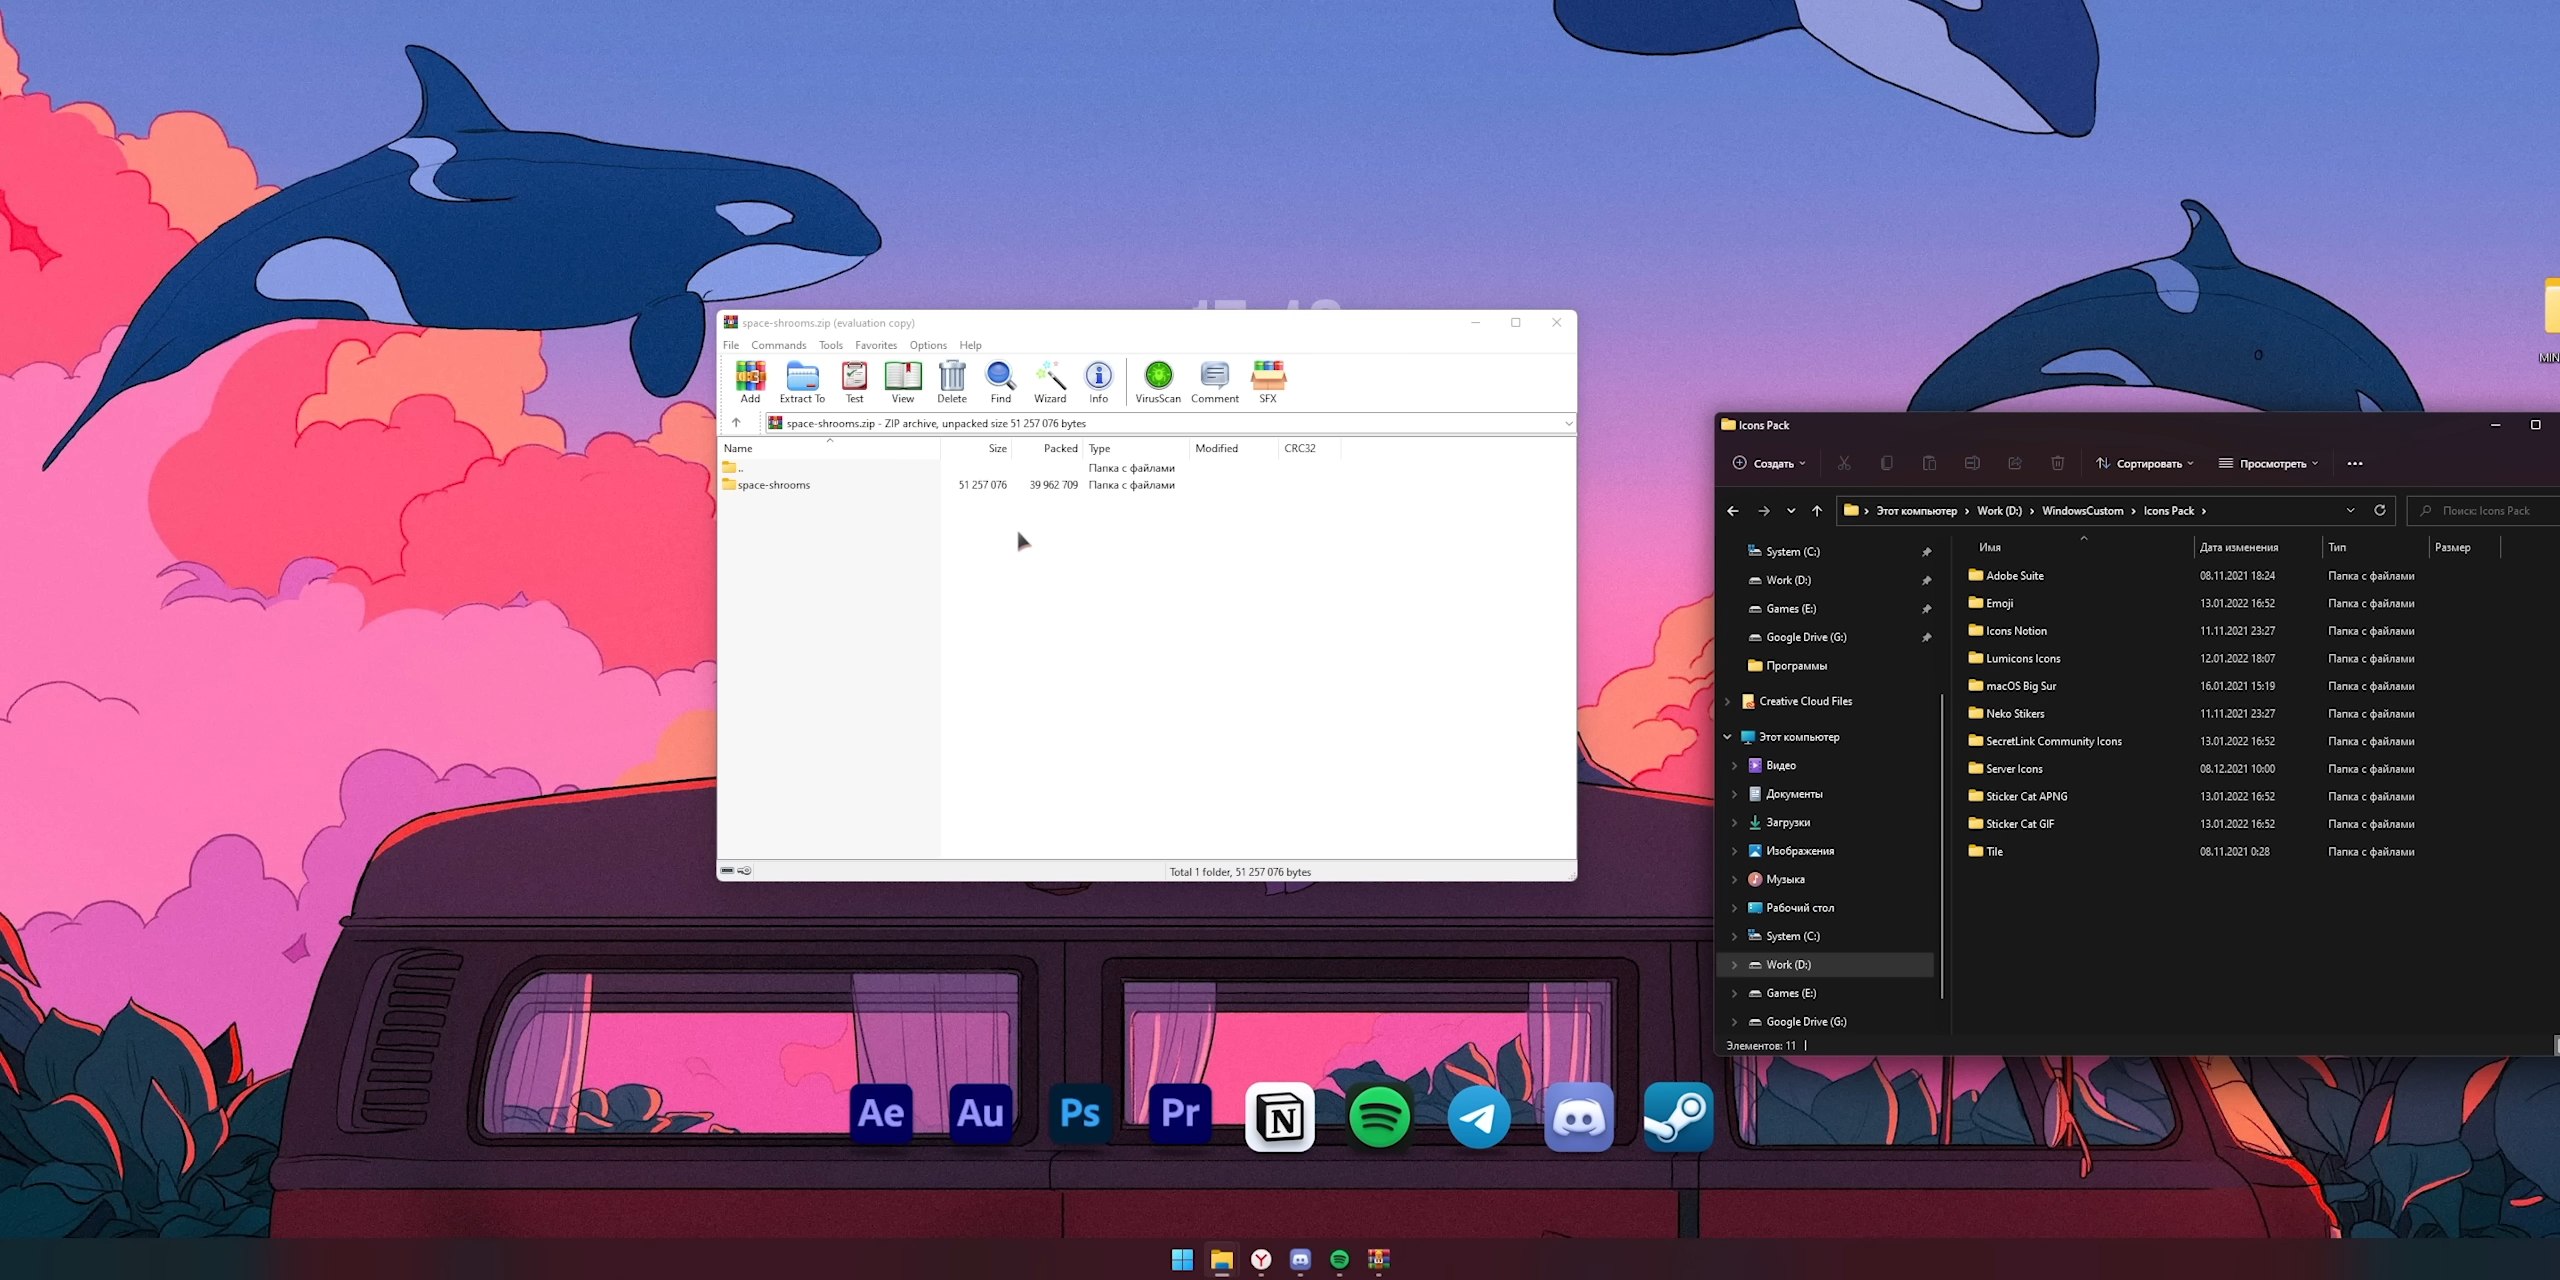 space-shrooms.zip (evaluation copy)
File Commands Tools Favorites Options Help
Add Extract To Test View Delete Find Wizard Info VirusScan Comment SFX
space-shrooms.zip - ZIP archive, unpacked size 51 257 076 bytes
Name Size Packed Type Modified CRC32
.. Папка с файлами
space-shrooms 51 257 076 39 962 709 Папка с файлами
Total 1 folder, 51 257 076 bytes
MIN
Icons Pack
Создать Сортировать Просмотреть
Этот компьютер Work (D:) WindowsCustom Icons Pack
Поиск: Icons Pack
System (C:)
Work (D:)
Games (E:)
Google Drive (G:)
Программы
Creative Cloud Files
Этот компьютер
Видео
Документы
Загрузки
Изображения
Музыка
Рабочий стол
System (C:)
Work (D:)
Games (E:)
Google Drive (G:)
Имя Дата изменения Тип Размер
Adobe Suite 08.11.2021 18:24 Папка с файлами
Emoji 13.01.2022 16:52 Папка с файлами
Icons Notion 11.11.2021 23:27 Папка с файлами
Lumicons Icons 12.01.2022 18:07 Папка с файлами
macOS Big Sur 16.01.2021 15:19 Папка с файлами
Neko Stikers 11.11.2021 23:27 Папка с файлами
SecretLink Community Icons 13.01.2022 16:52 Папка с файлами
Server Icons 08.12.2021 10:00 Папка с файлами
Sticker Cat APNG 13.01.2022 16:52 Папка с файлами
Sticker Cat GIF 13.01.2022 16:52 Папка с файлами
Tile 08.11.2021 0:28 Папка с файлами
Элементов: 11
Ae Au Ps Pr N